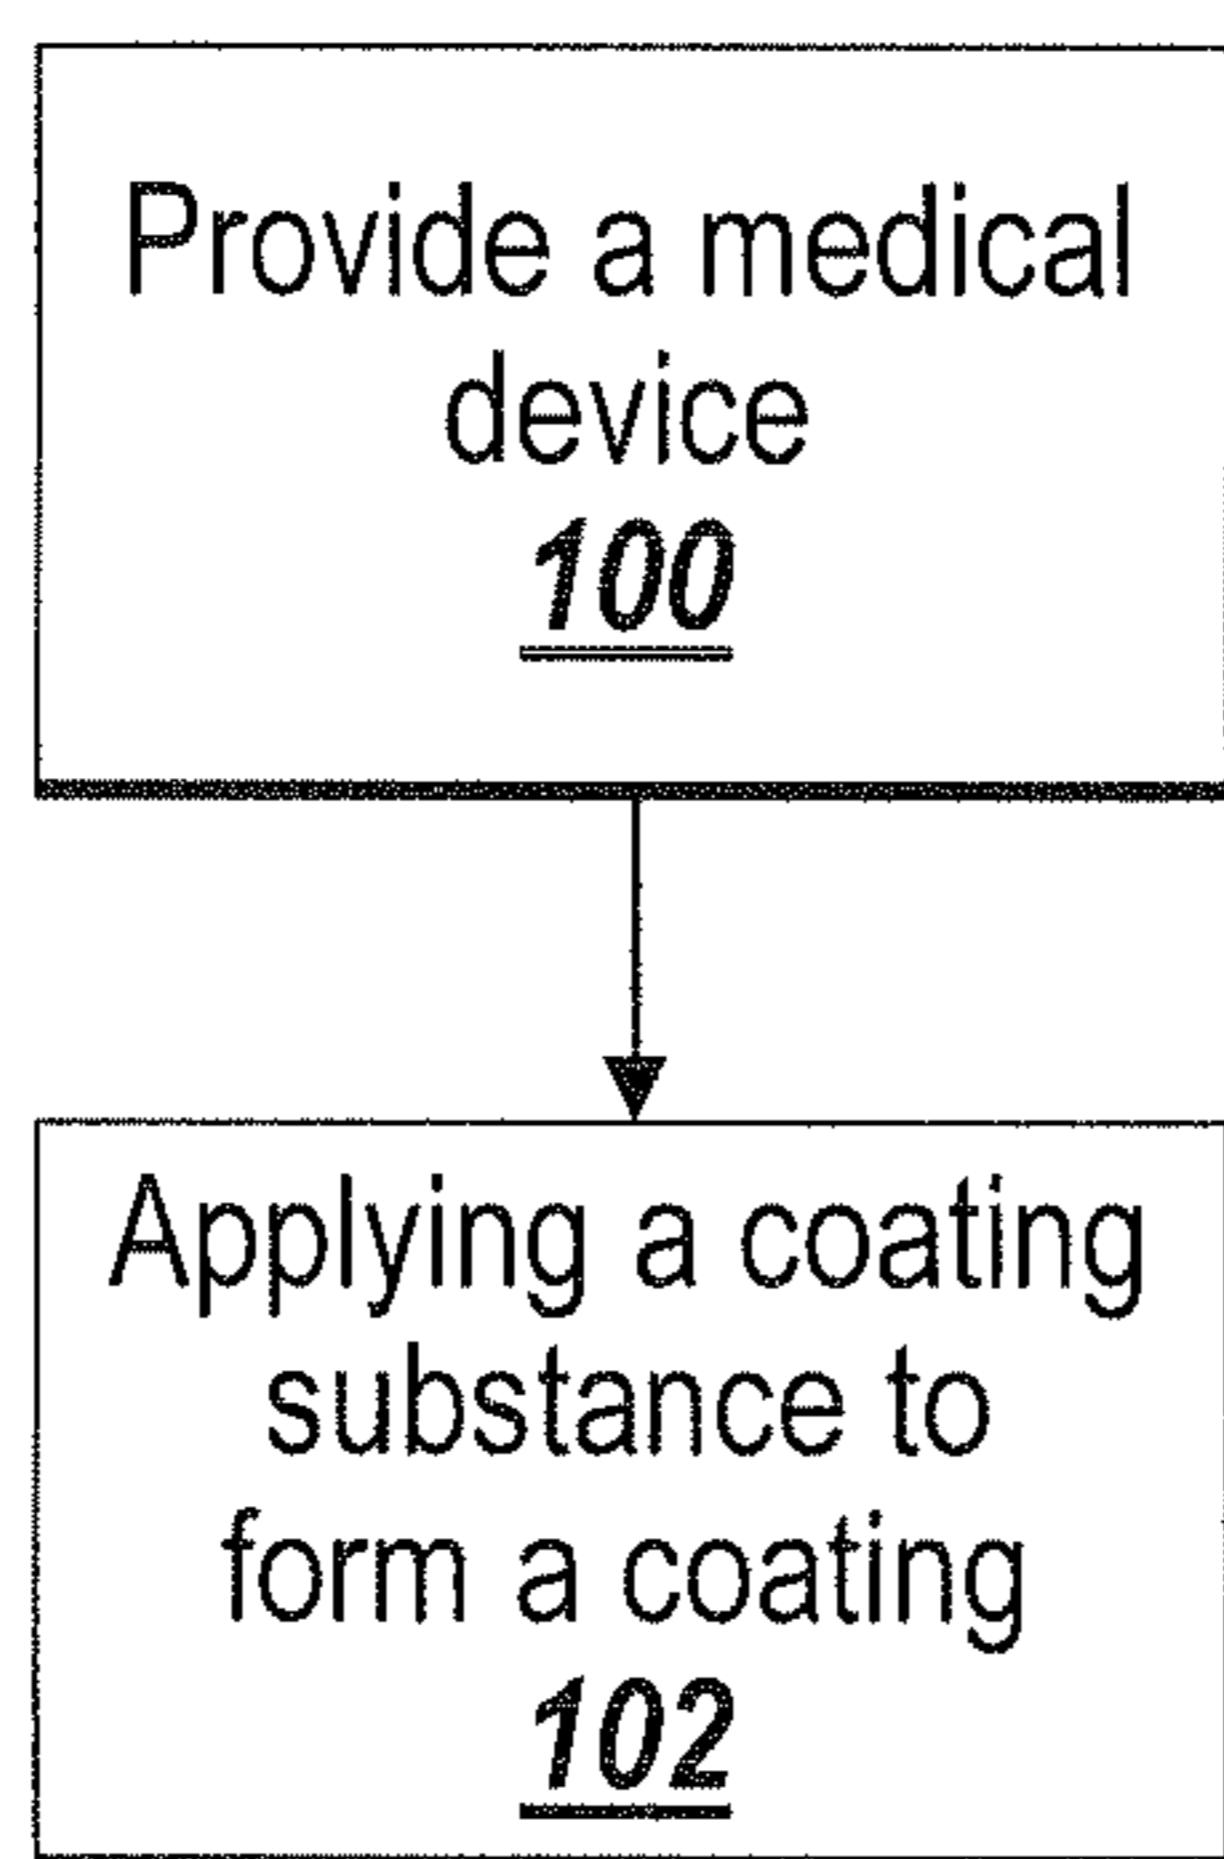 Provide a medical
device
100
Applying a coating
substance to
form a coating
102